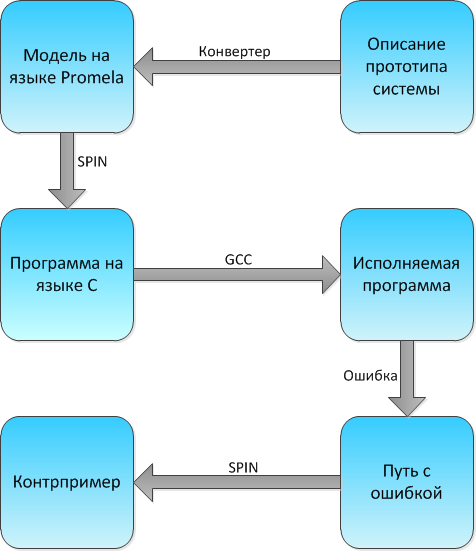 Модель на
языке Promela
Конвертер
Описание
прототипа
системы
SPIN
Программа на
языке C
GCC
Исполняемая
программа
Ошибка
Контрпример
SPIN
Путь с
ошибкой